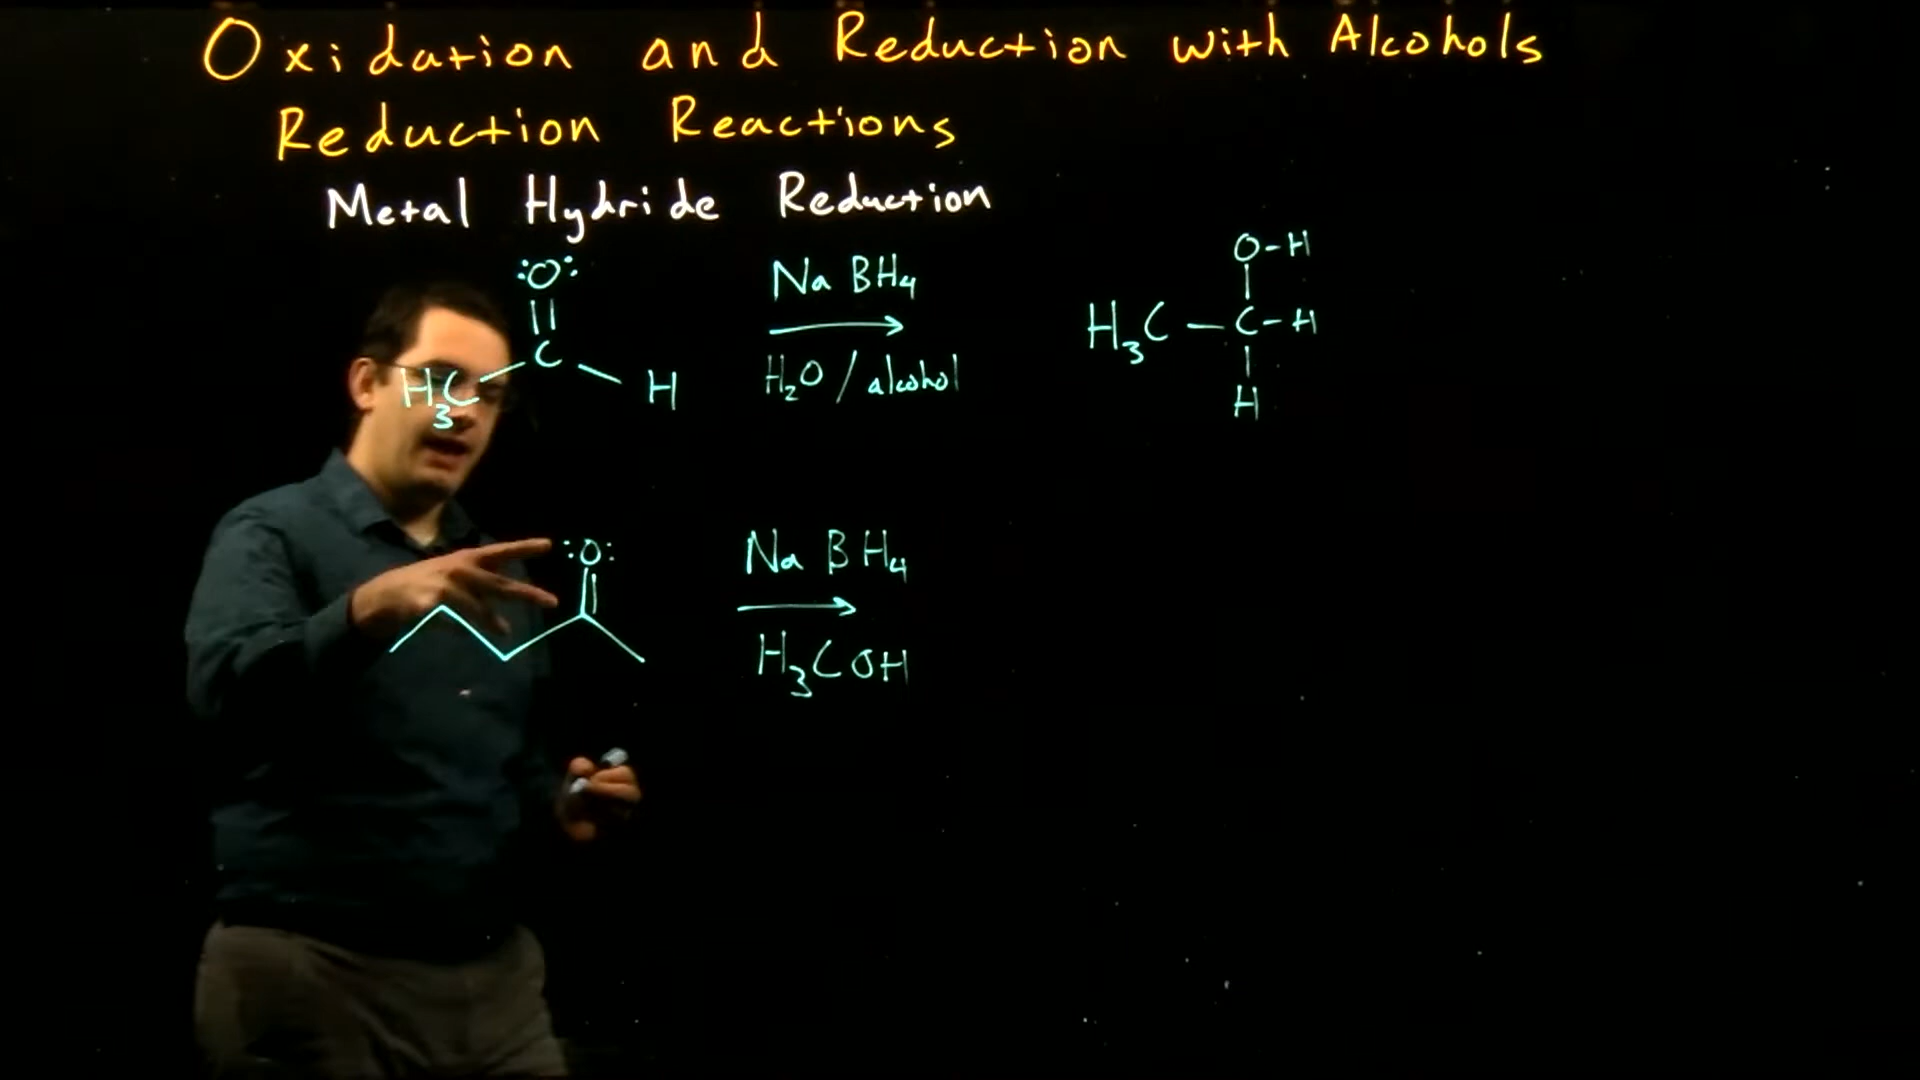 Oxidation and Reduction with Alcohols
Reduction Reactions
Metal Hydride Reduction
:O:
C
H3C H
NaBH4
H2O / alcohol
O-H
H3C-C-H
H
:O:
NaBH4
H3COH